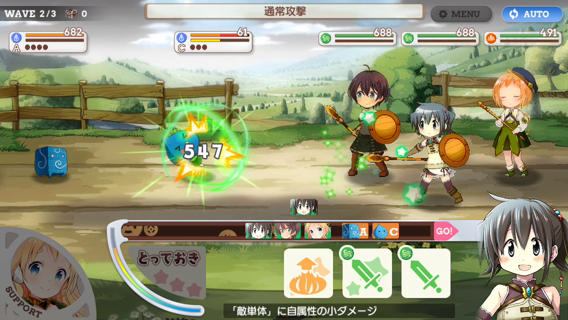 WAVE 2/3 0
通常攻撃
MENU
AUTO
682
A
61
C
688
688
491
547
A C GO!
とっておき
SUPPORT
「敵単体」に自属性の小ダメージ